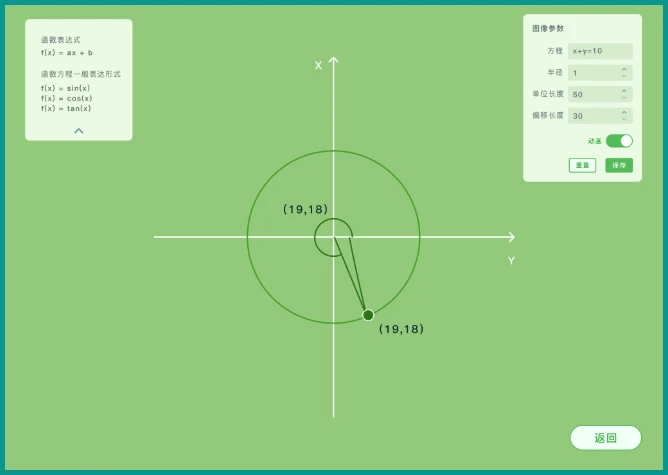 函数表达式
f(x) = ax + b
函数方程一般表达形式
f(x) = sin(x)
f(x) = cos(x)
f(x) = tan(x)
图像参数
方程 x+y=10
半径 1
单位长度 50
偏移长度 30
动画
重置 保存
X
(19,18)
Y
(19,18)
返回